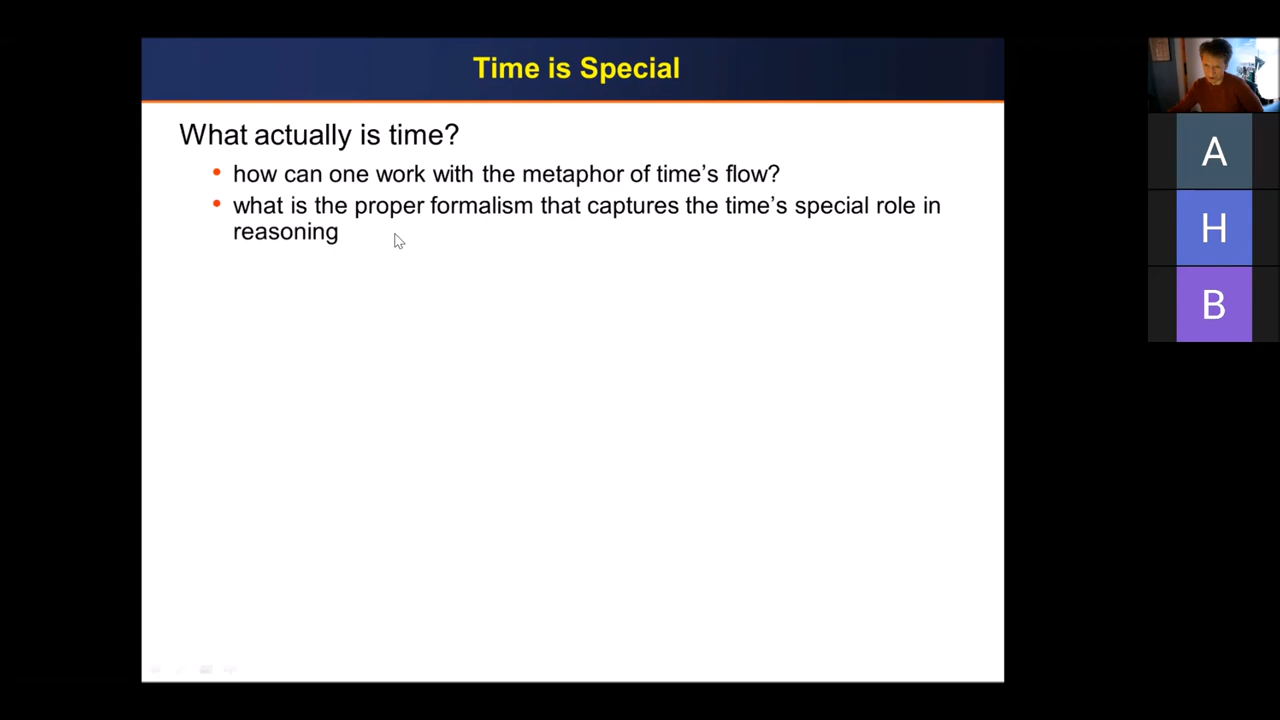 Time is Special
What actually is time?
• how can one work with the metaphor of time's flow?
• what is the proper formalism that captures the time's special role in
reasoning
A
H
B